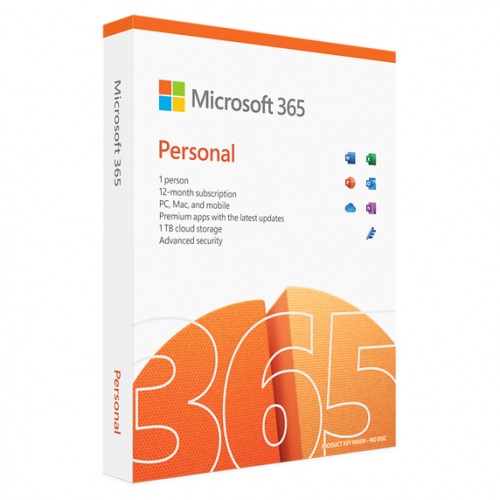 Microsoft 365
Personal
Microsoft 365
Personal
1 person
12-month subscription
PC, Mac, and mobile
Premium apps with the latest updates
1 TB cloud storage
Advanced security
365
PRODUCT KEY INSIDE • NO DISC